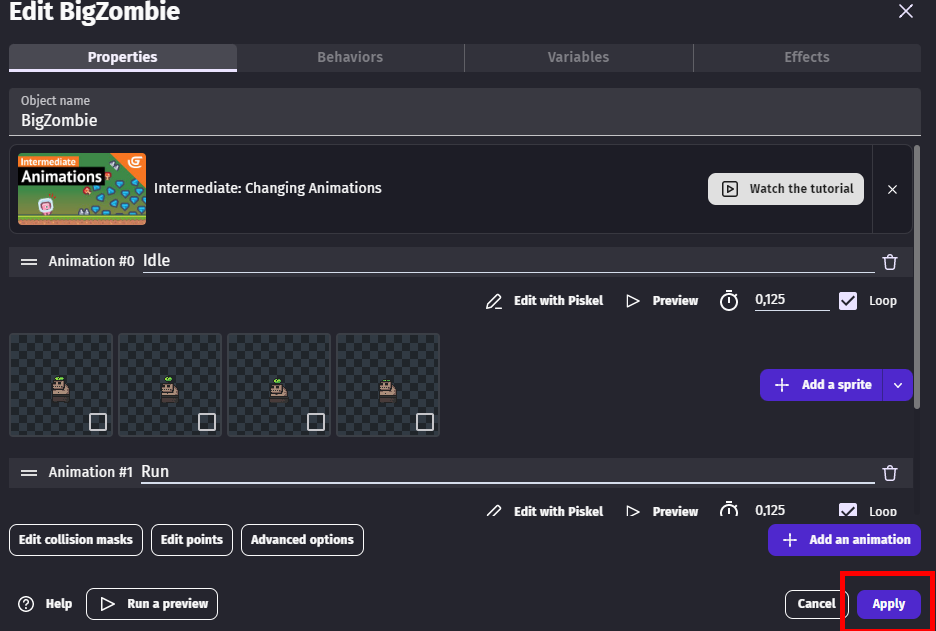 Edit BigZombie
Properties Behaviors Variables Effects
Object name
BigZombie
Intermediate
Animations
Intermediate: Changing Animations
Watch the tutorial
Animation #0 Idle
Edit with Piskel Preview 0,125 Loop
Add a sprite
Animation #1 Run
Edit with Piskel Preview 0,125 Loop
Edit collision masks Edit points Advanced options Add an animation
Help Run a preview Cancel Apply